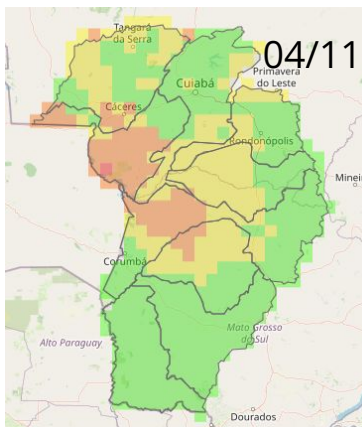 04/11
Tangará
da Serra
Primavera
do Leste
Cuiabá
Cáceres
Rondonópolis
Mineir
Corumbá
Mato Grosso
do Sul
Alto Paraguay
Dourados